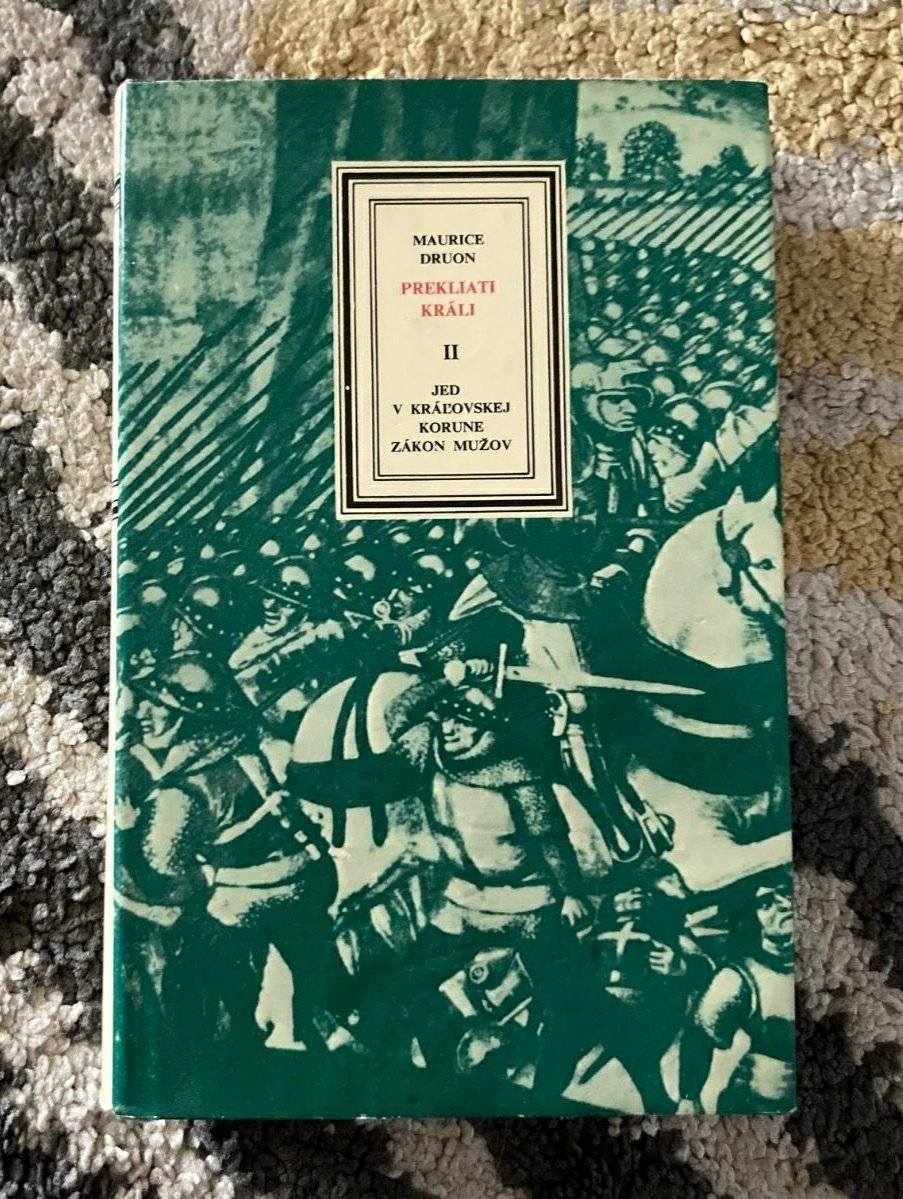 MAURICE
DRUON
PREKLIATI
KRÁLI
II
JED
V KRÁĽOVSKEJ
KORUNE
ZÁKON MUŽOV